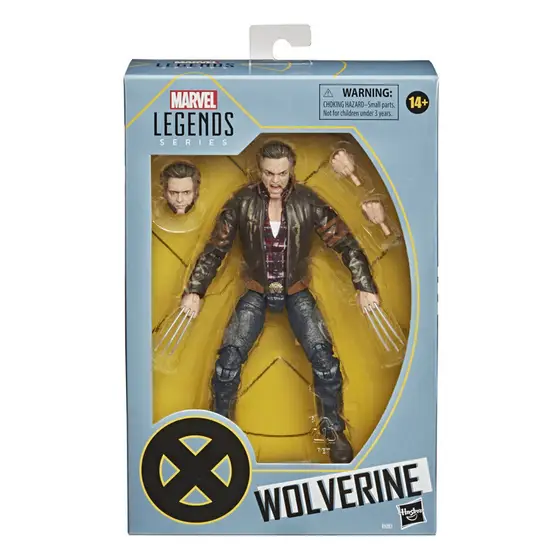 MARVEL
LEGENDS
SERIES
WARNING:
CHOKING HAZARD–Small parts.
Not for children under 3 years.
14+
WOLVERINE
Hasbro